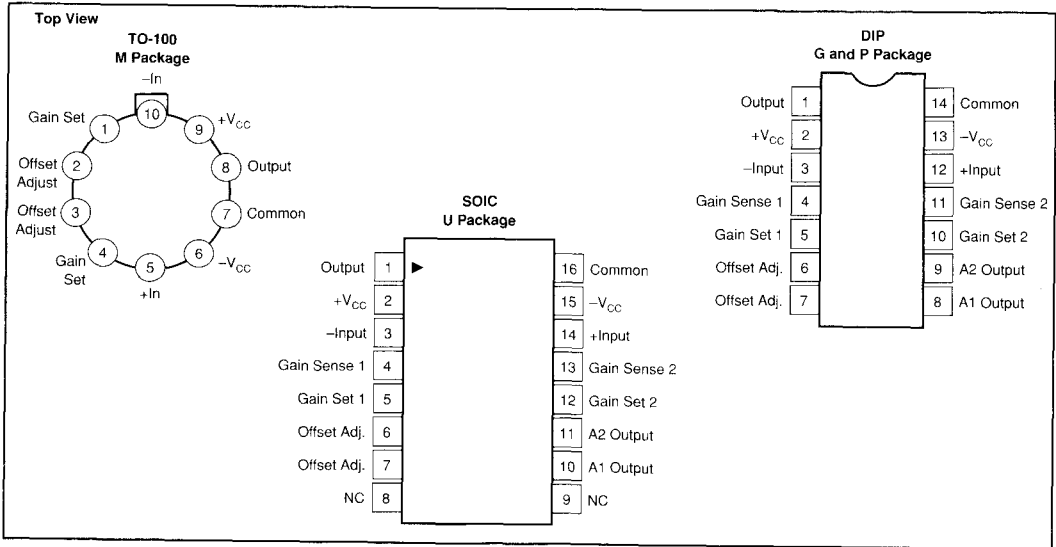 Top View
TO-100
M Package
–In
10
Gain Set 1
9 +VCC
Offset Adjust 2
8 Output
Offset Adjust 3
7 Common
Gain Set 4
6 –VCC
5
+In
SOIC
U Package
Output 1 16 Common
+VCC 2 15 –VCC
–Input 3 14 +Input
Gain Sense 1 4 13 Gain Sense 2
Gain Set 1 5 12 Gain Set 2
Offset Adj. 6 11 A2 Output
Offset Adj. 7 10 A1 Output
NC 8 9 NC
DIP
G and P Package
Output 1 14 Common
+VCC 2 13 –VCC
–Input 3 12 +Input
Gain Sense 1 4 11 Gain Sense 2
Gain Set 1 5 10 Gain Set 2
Offset Adj. 6 9 A2 Output
Offset Adj. 7 8 A1 Output